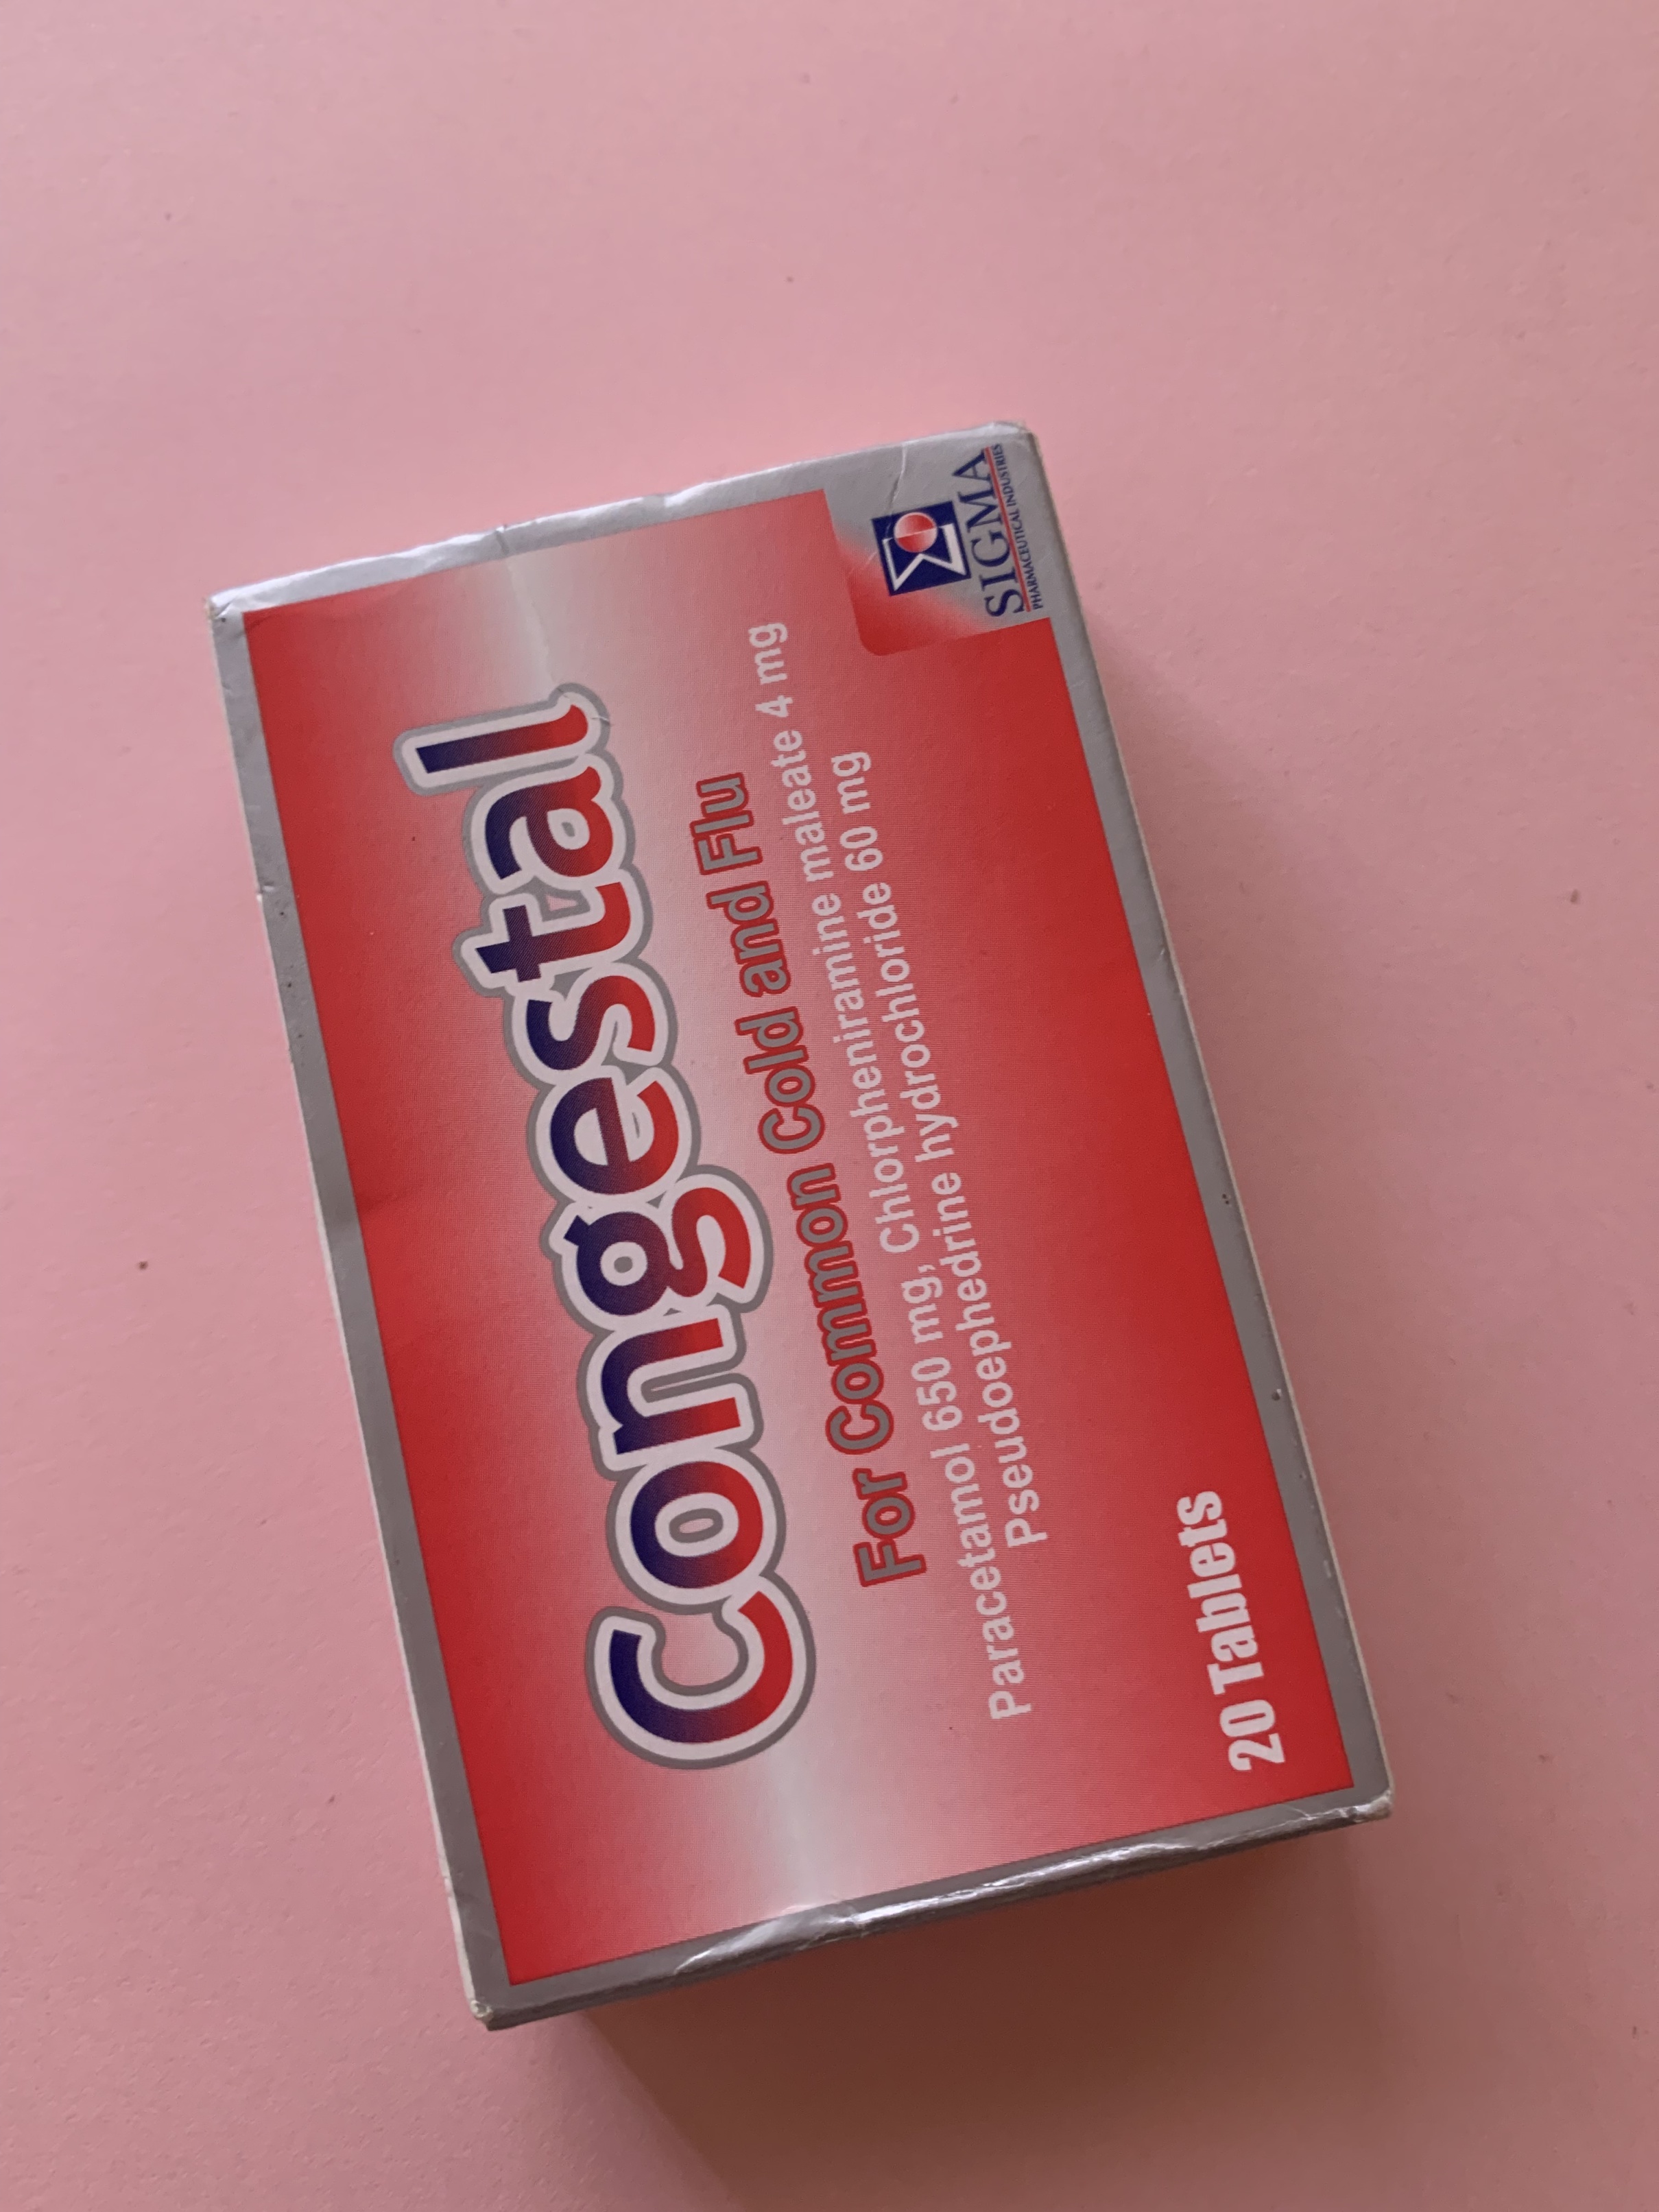 SIGMA
PHARMACEUTICAL INDUSTRIES
Congestal
For Common Cold and Flu
Paracetamol 650 mg, Chlorpheniramine maleate 4 mg
Pseudoephedrine hydrochloride 60 mg
20 Tablets